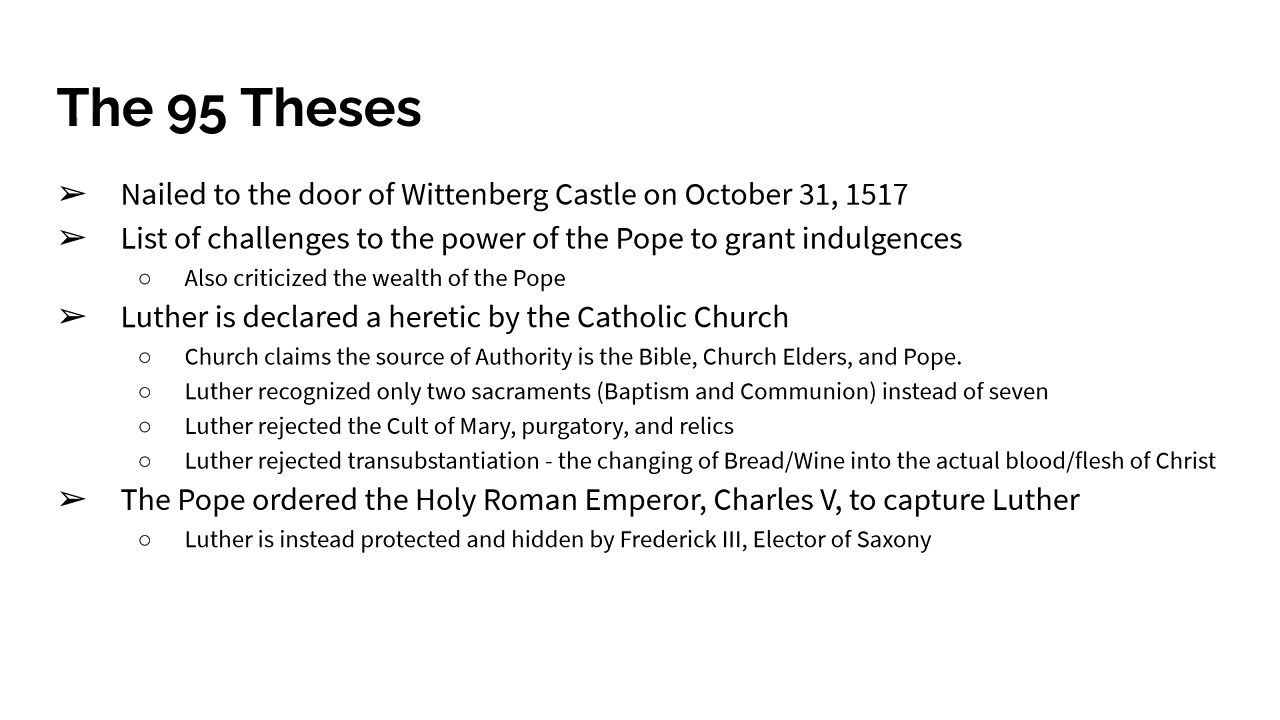 The 95 Theses
➢ Nailed to the door of Wittenberg Castle on October 31, 1517
➢ List of challenges to the power of the Pope to grant indulgences
○ Also criticized the wealth of the Pope
➢ Luther is declared a heretic by the Catholic Church
○ Church claims the source of Authority is the Bible, Church Elders, and Pope.
○ Luther recognized only two sacraments (Baptism and Communion) instead of seven
○ Luther rejected the Cult of Mary, purgatory, and relics
○ Luther rejected transubstantiation - the changing of Bread/Wine into the actual blood/flesh of Christ
➢ The Pope ordered the Holy Roman Emperor, Charles V, to capture Luther
○ Luther is instead protected and hidden by Frederick III, Elector of Saxony